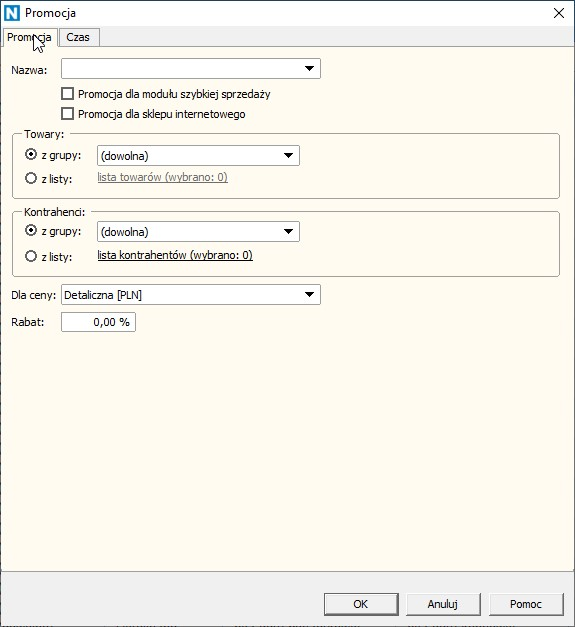 N Promocja
Promocja Czas
Nazwa:
Promocja dla modułu szybkiej sprzedaży
Promocja dla sklepu internetowego
Towary:
z grupy: (dowolna)
z listy: lista towarów (wybrano: 0)
Kontrahenci:
z grupy: (dowolna)
z listy: lista kontrahentów (wybrano: 0)
Dla ceny: Detaliczna [PLN]
Rabat: 0,00 %
OK Anuluj Pomoc